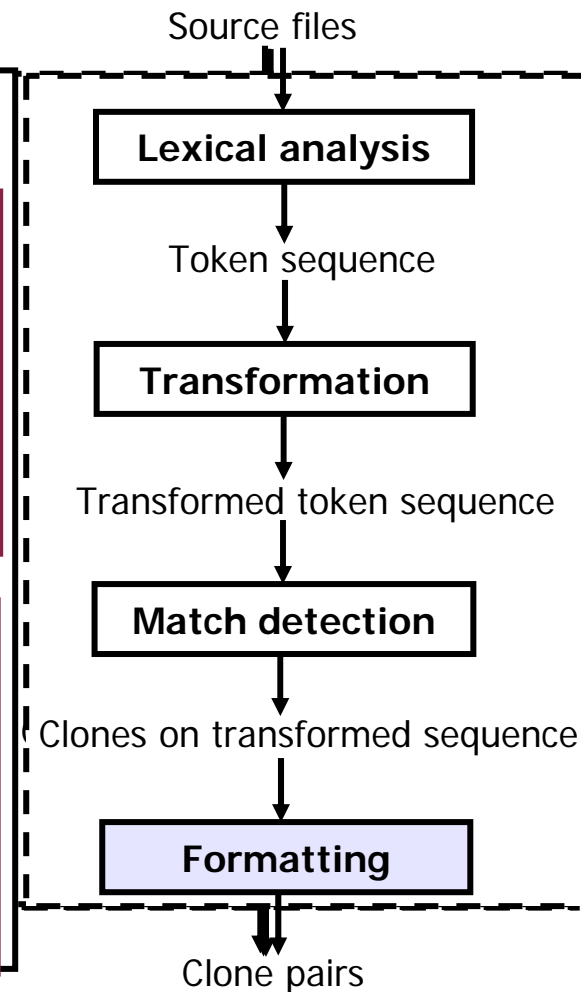 Source files
Lexical analysis
Token sequence
Transformation
Transformed token sequence
Match detection
Clones on transformed sequence
Formatting
Clone pairs